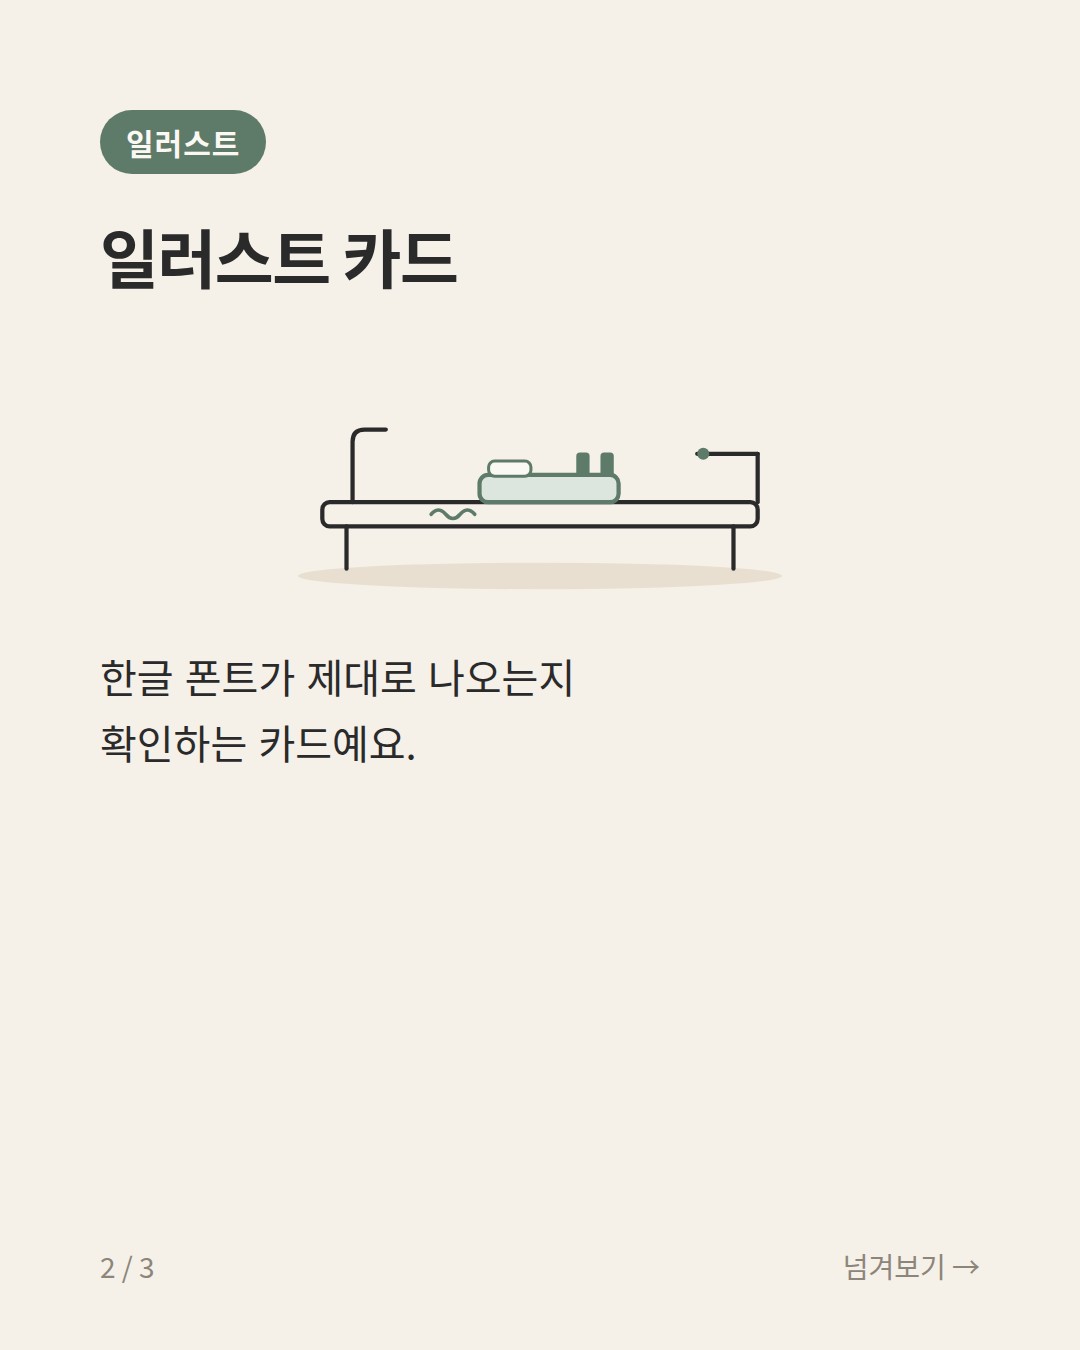 일러스트
일러스트 카드
한글 폰트가 제대로 나오는지
확인하는 카드예요.
2 / 3
넘겨보기 →